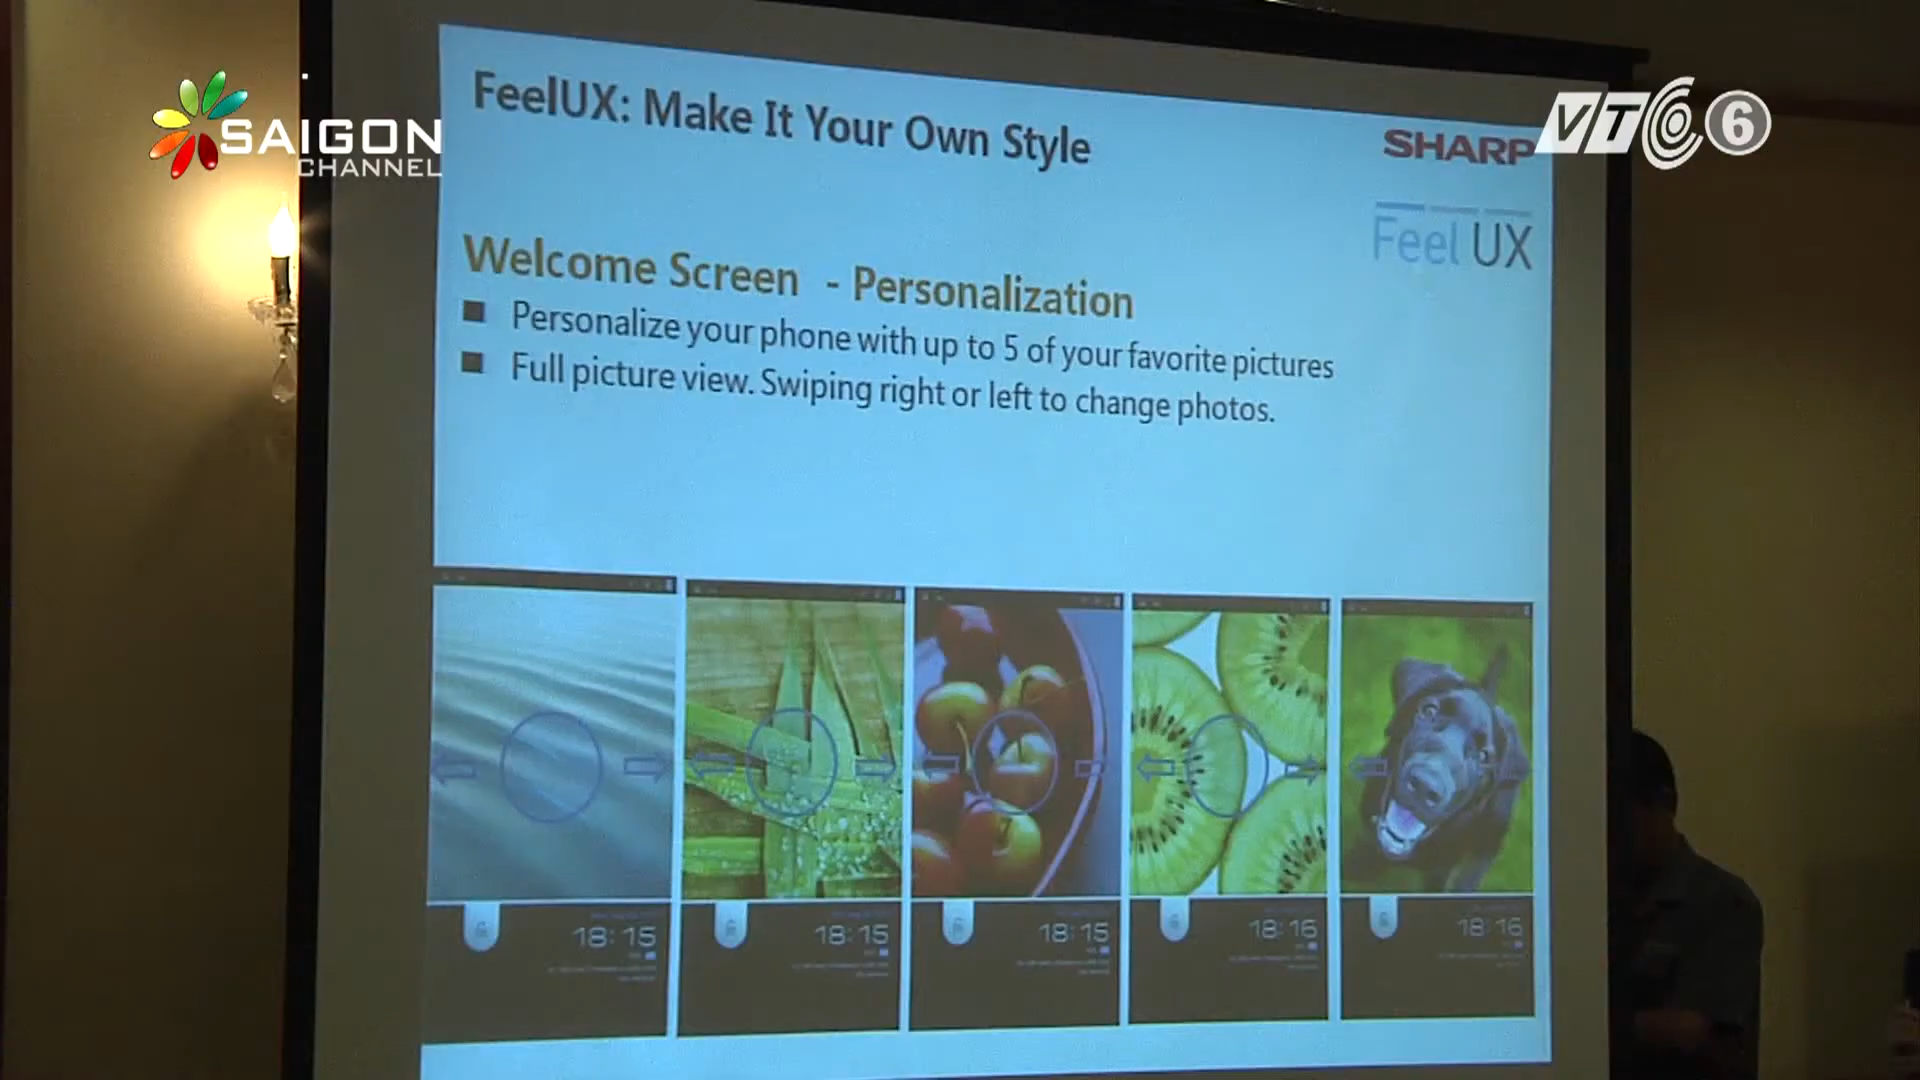 SAIGON
CHANNEL
VTC 6
FeelUX: Make It Your Own Style
SHARP
Feel UX
Welcome Screen - Personalization
Personalize your phone with up to 5 of your favorite pictures
Full picture view. Swiping right or left to change photos.
18:15
18:15
18:15
18:16
18:16